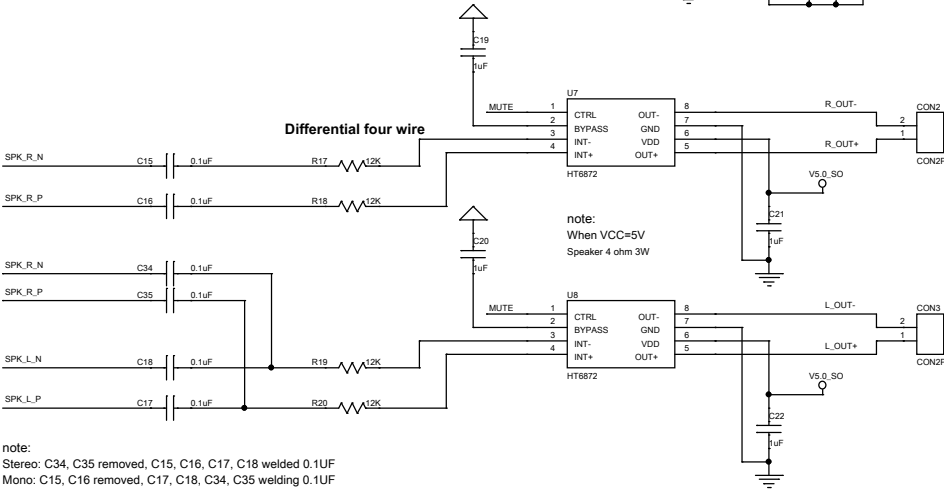 C19
1uF
U7
MUTE 1 CTRL OUT- 8 R_OUT- CON2
2 BYPASS GND 7 2
Differential four wire 3 INT- VDD 6 R_OUT+ 1
4 INT+ OUT+ 5
SPK_R_N C15 0.1uF R17 12K HT6872 CON2P
V5.0_SO
SPK_R_P C16 0.1uF R18 12K
C21
note:
When VCC=5V
C20 1uF
Speaker 4 ohm 3W
SPK_R_N C34 0.1uF 1uF
SPK_R_P C35 0.1uF U8
MUTE 1 CTRL OUT- 8 L_OUT- CON3
2 BYPASS GND 7 2
3 INT- VDD 6 L_OUT+ 1
4 INT+ OUT+ 5
SPK_L_N C18 0.1uF R19 12K CON2P
HT6872 V5.0_SO
SPK_L_P C17 0.1uF R20 12K
C22
1uF
note:
Stereo: C34, C35 removed, C15, C16, C17, C18 welded 0.1UF
Mono: C15, C16 removed, C17, C18, C34, C35 welding 0.1UF